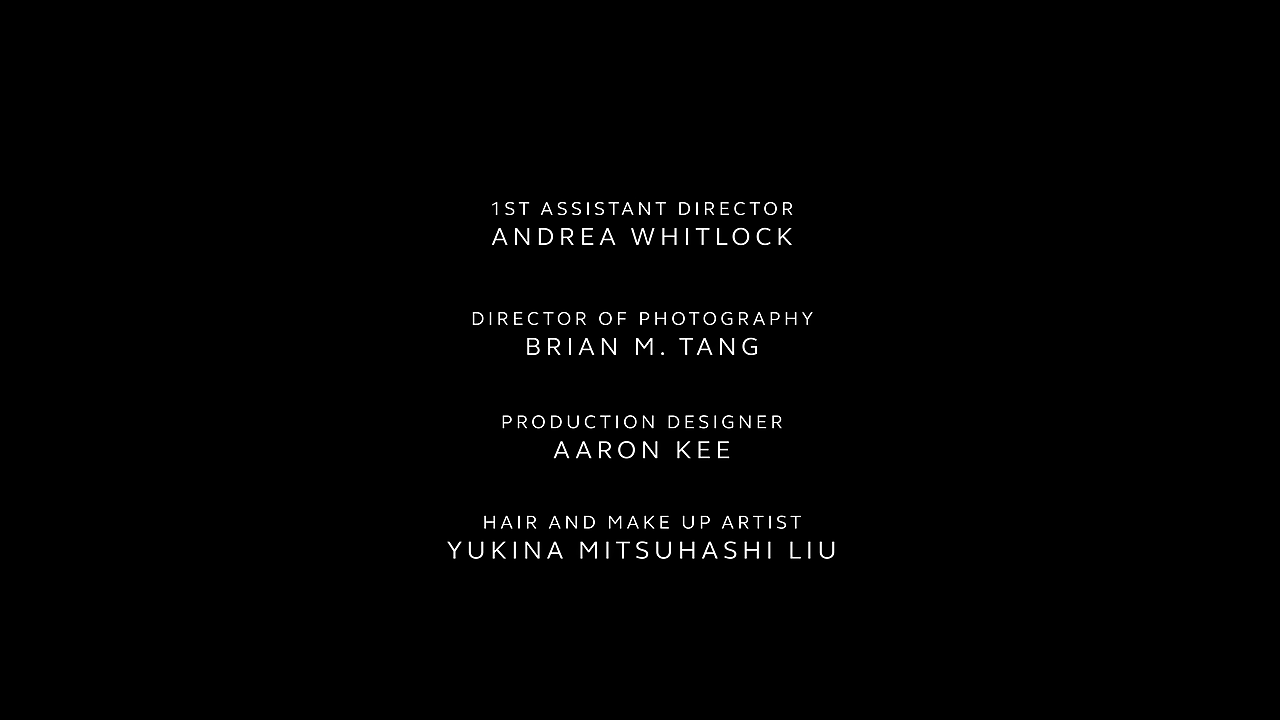 1ST ASSISTANT DIRECTOR
ANDREA WHITLOCK
DIRECTOR OF PHOTOGRAPHY
BRIAN M. TANG
PRODUCTION DESIGNER
AARON KEE
HAIR AND MAKE UP ARTIST
YUKINA MITSUHASHI LIU